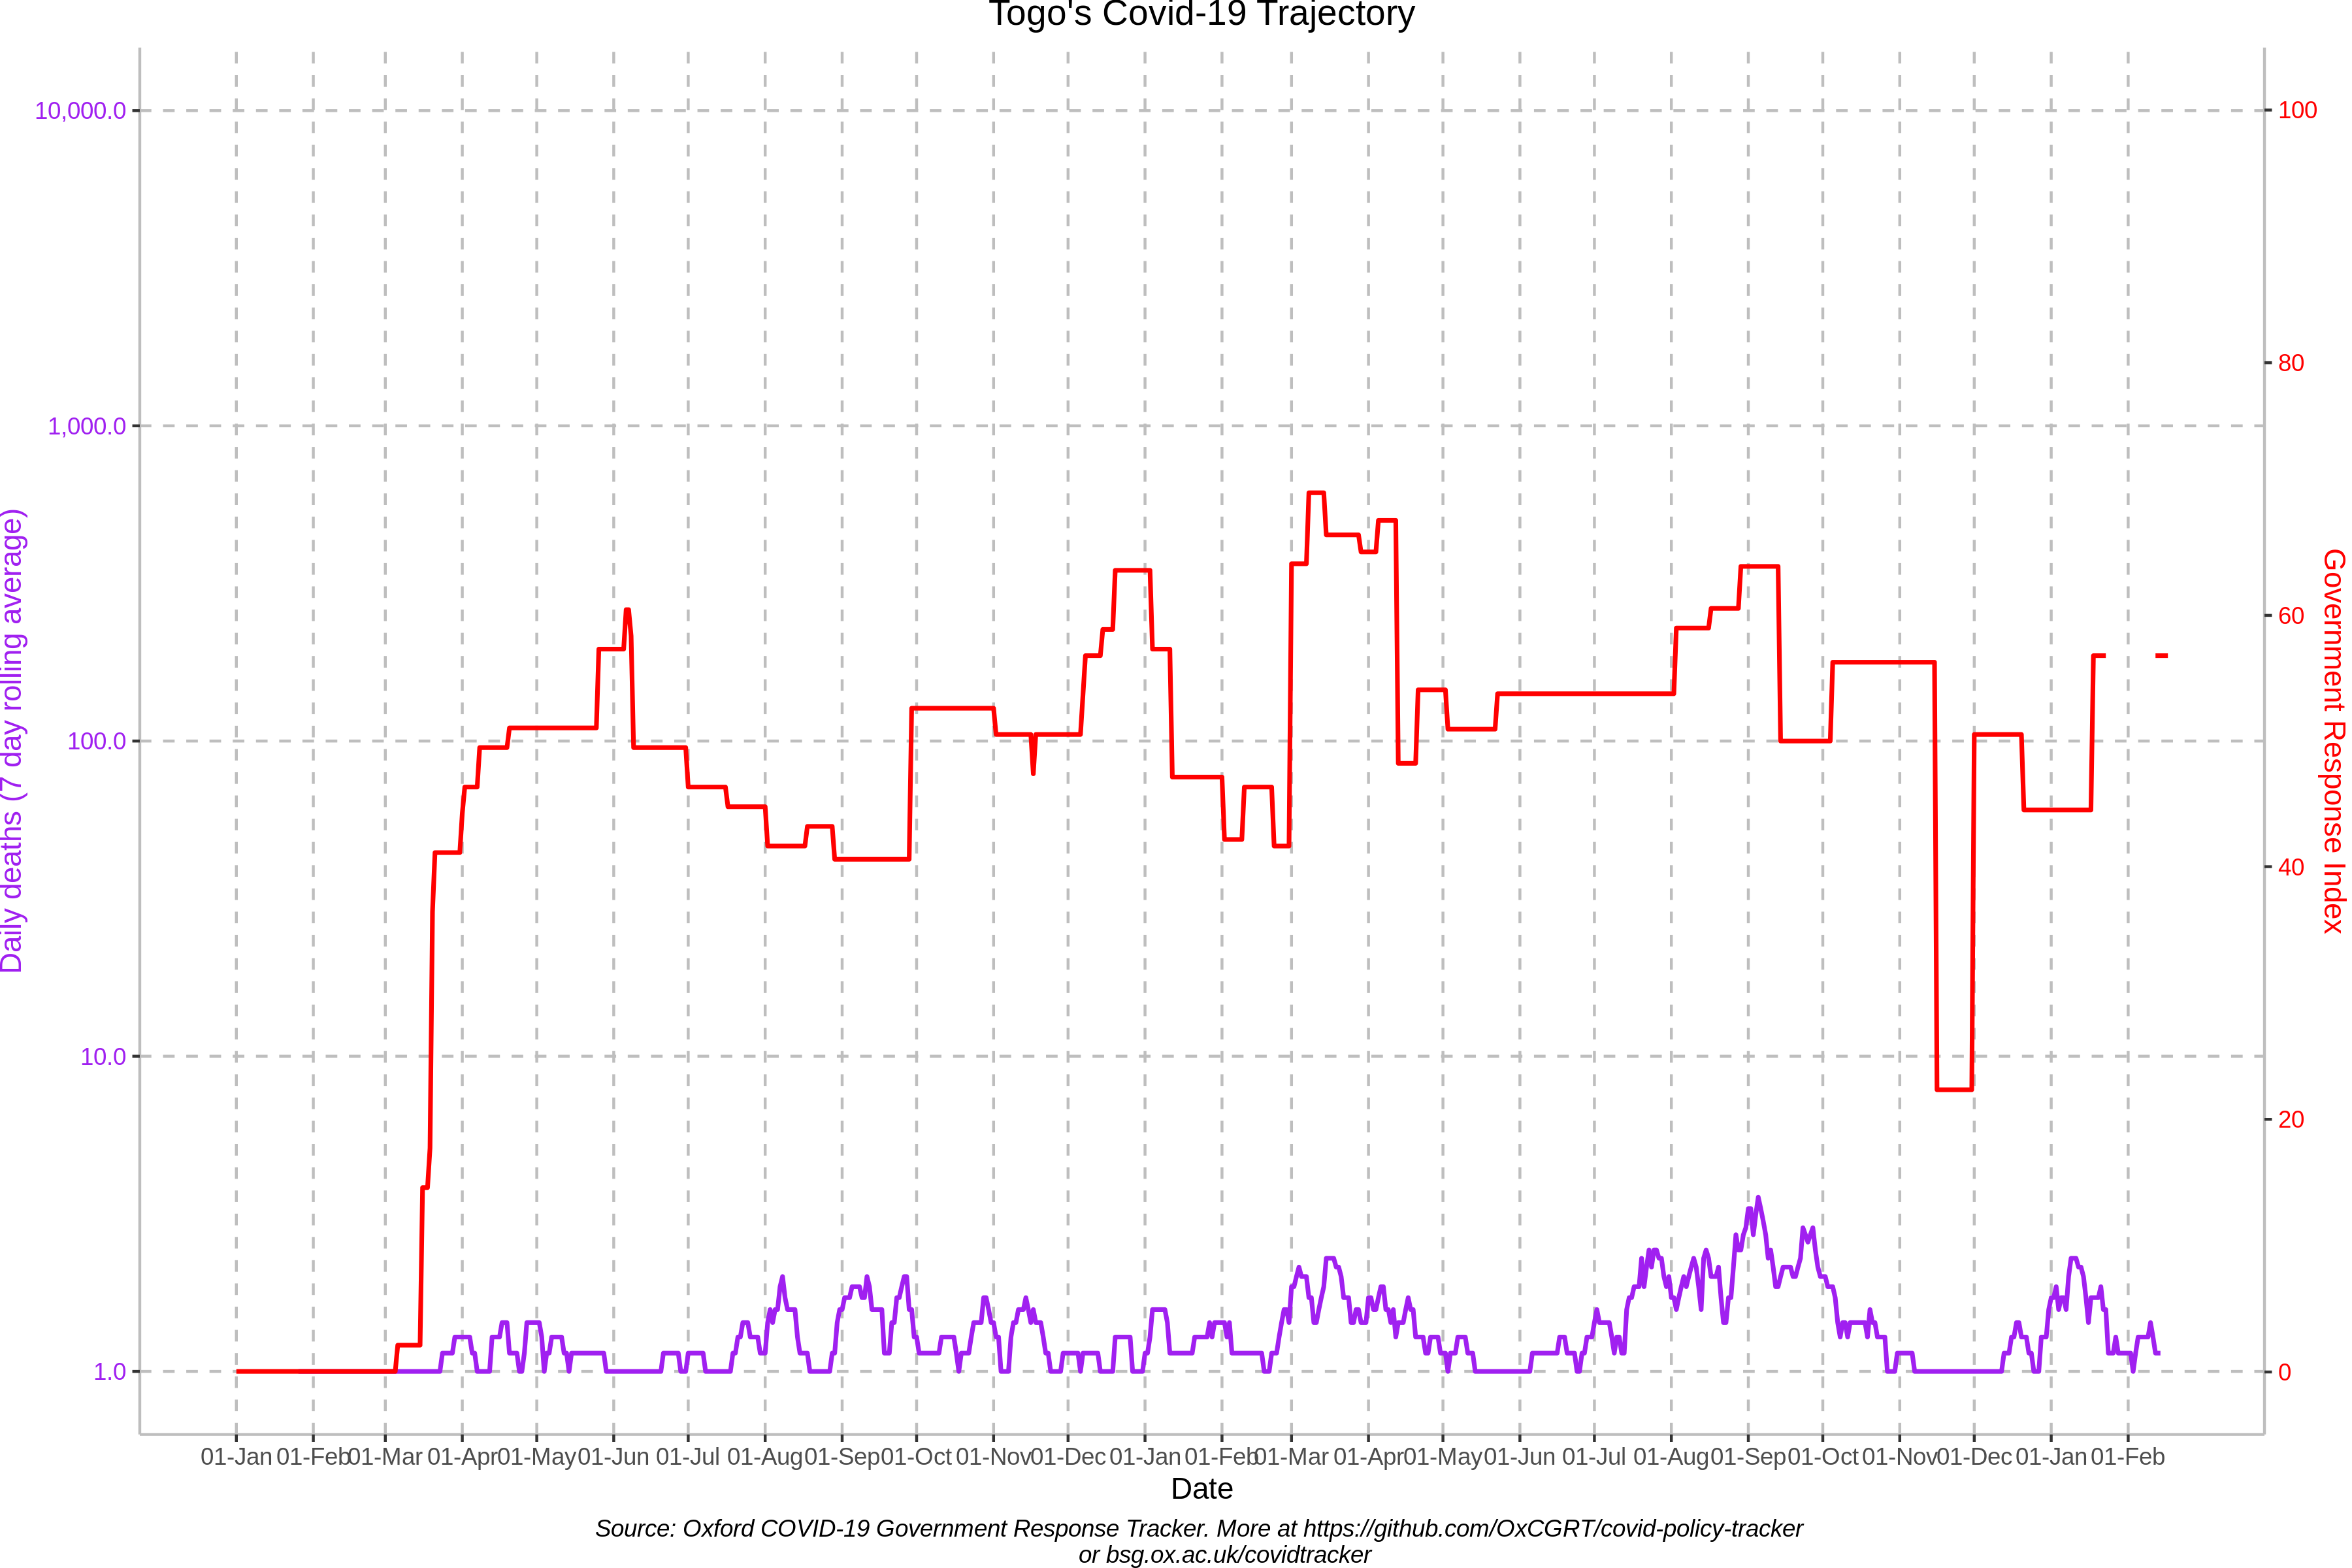 Togo's Covid-19 Trajectory
10,000.0
1,000.0
100.0
10.0
1.0
Daily deaths (7 day rolling average)
100
80
60
40
20
0
Government Response Index
01-Jan 01-Feb 01-Mar 01-Apr 01-May 01-Jun 01-Jul 01-Aug 01-Sep 01-Oct 01-Nov 01-Dec 01-Jan 01-Feb 01-Mar 01-Apr 01-May 01-Jun 01-Jul 01-Aug 01-Sep 01-Oct 01-Nov 01-Dec 01-Jan 01-Feb
Date
Source: Oxford COVID-19 Government Response Tracker. More at https://github.com/OxCGRT/covid-policy-tracker
or bsg.ox.ac.uk/covidtracker